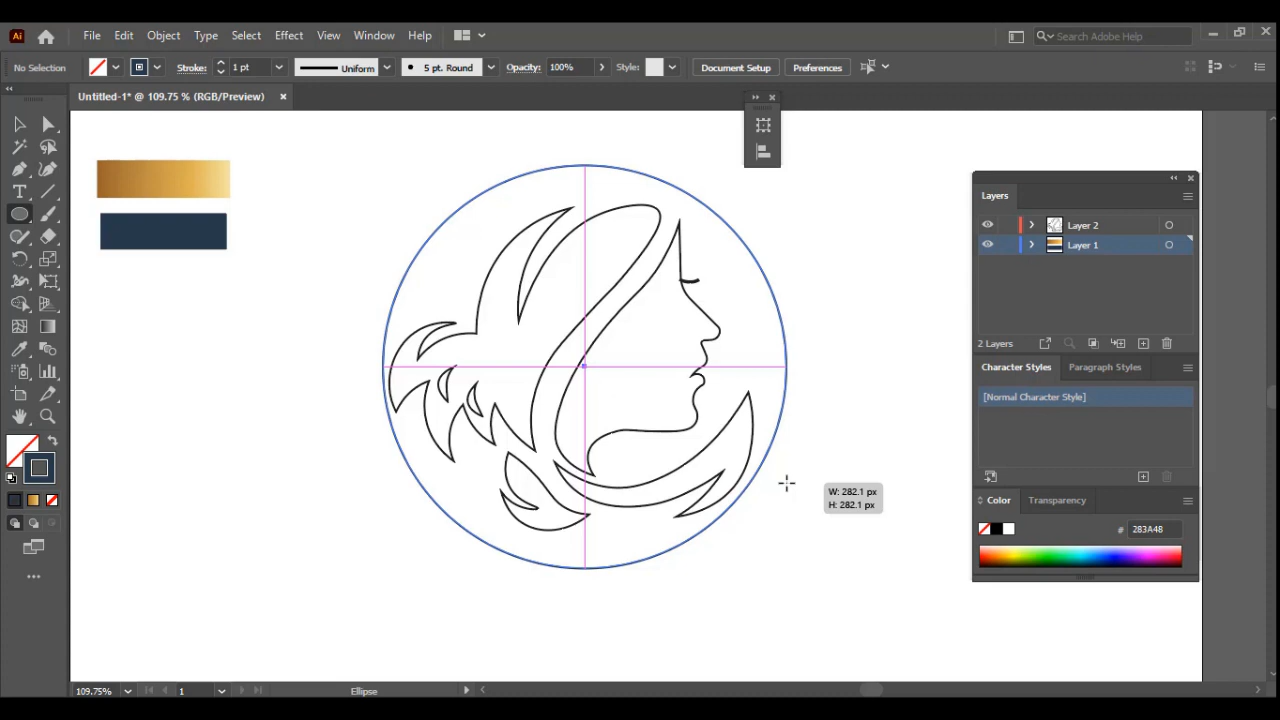 Ai File Edit Object Type Select Effect View Window Help Search Adobe Help
No Selection Stroke: 1 pt Uniform 5 pt. Round Opacity: 100% Style: Document Setup Preferences
Untitled-1* @ 109.75 % (RGB/Preview)
Layers
Layer 2
Layer 1
2 Layers
Character Styles Paragraph Styles
[Normal Character Style]
W: 282.1 px
H: 282.1 px
Color Transparency
# 283A48
109.75% 1 Ellipse